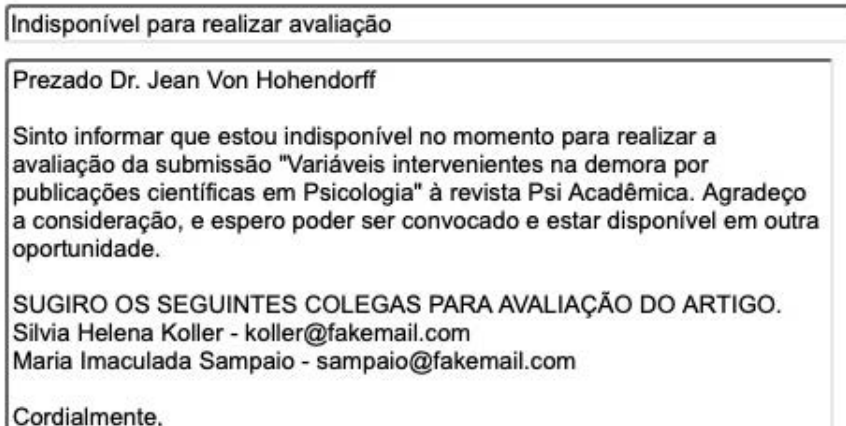 Indisponível para realizar avaliação
Prezado Dr. Jean Von Hohendorff
Sinto informar que estou indisponível no momento para realizar a
avaliação da submissão "Variáveis intervenientes na demora por
publicações científicas em Psicologia" à revista Psi Acadêmica. Agradeço
a consideração, e espero poder ser convocado e estar disponível em outra
oportunidade.
SUGIRO OS SEGUINTES COLEGAS PARA AVALIAÇÃO DO ARTIGO.
Silvia Helena Koller - koller@fakemail.com
Maria Imaculada Sampaio - sampaio@fakemail.com
Cordialmente,